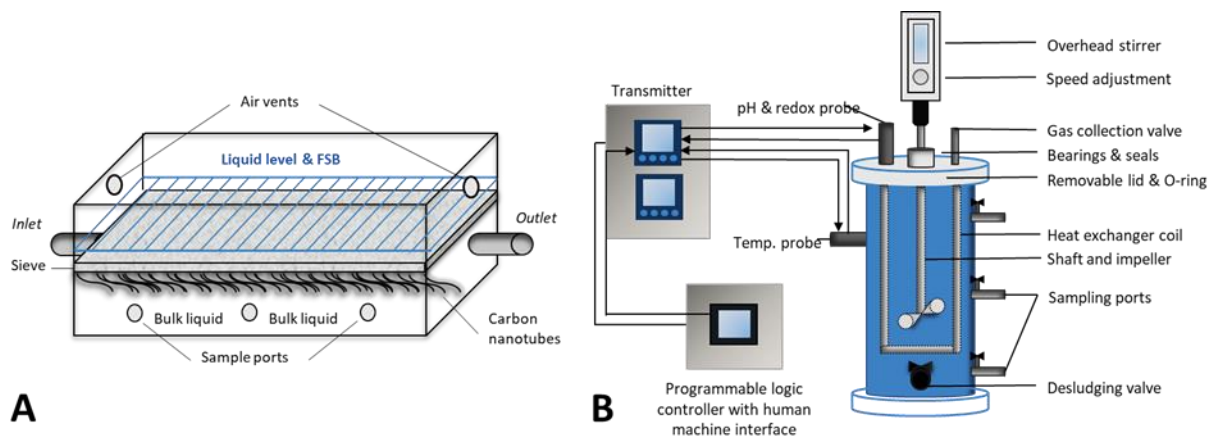 Air vents
Liquid level & FSB
Inlet
Outlet
Sieve
Bulk liquid
Bulk liquid
Carbon
nanotubes
Sample ports
A
Overhead stirrer
Speed adjustment
Transmitter
pH & redox probe
Gas collection valve
Bearings & seals
Removable lid & O-ring
Temp. probe
Heat exchanger coil
Shaft and impeller
Sampling ports
Desludging valve
Programmable logic
controller with human
machine interface
B